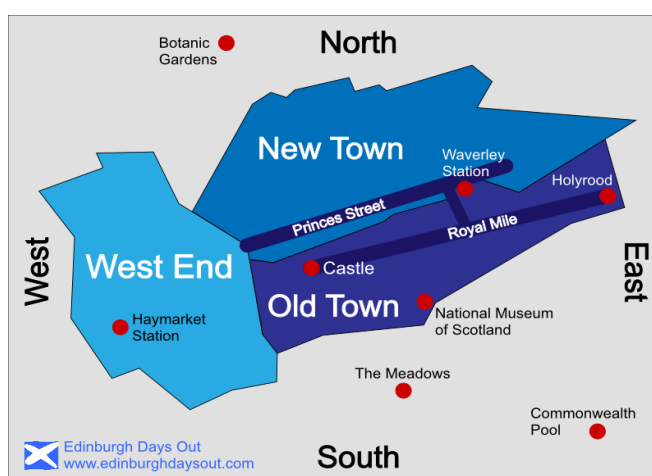 North
Botanic
Gardens
New Town
Waverley
Station
Holyrood
Princes Street
Royal Mile
West
West End
Castle
East
Old Town
National Museum
of Scotland
Haymarket
Station
The Meadows
Commonwealth
Pool
Edinburgh Days Out
www.edinburghdaysout.com
South